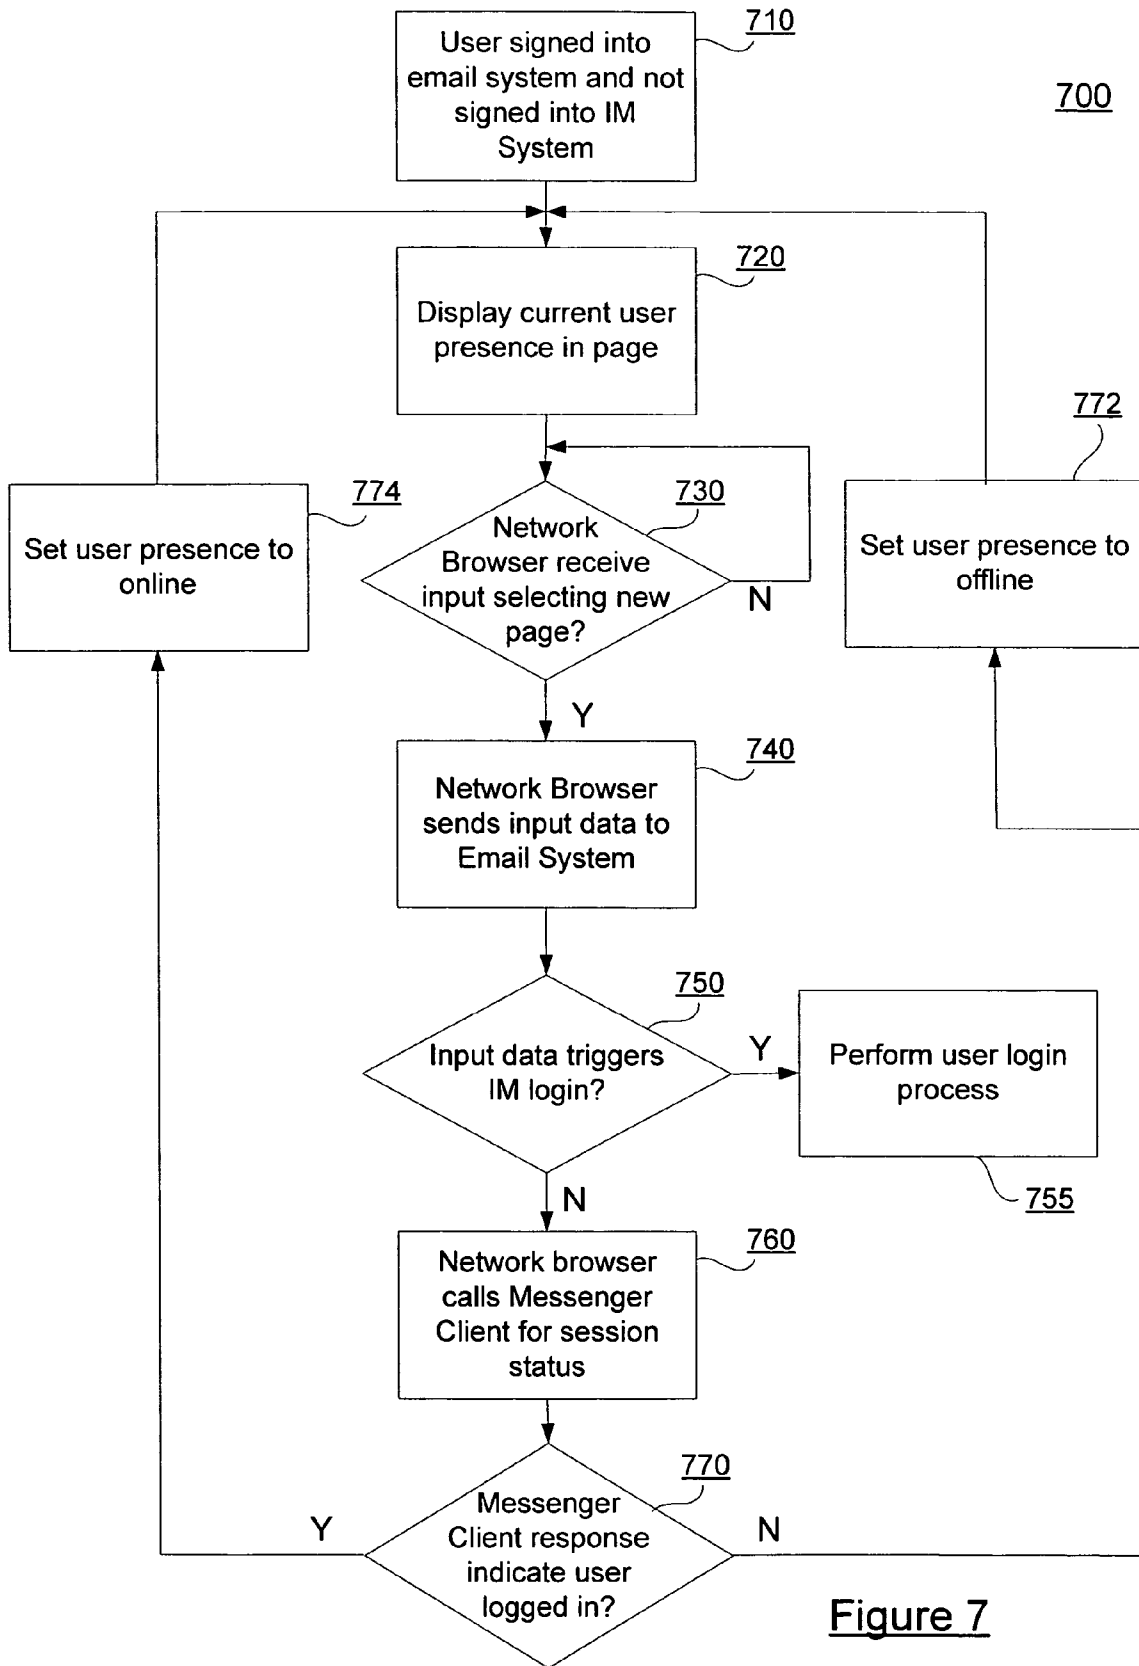 710
User signed into
email system and not
signed into IM
System
700
720
Display current user
presence in page
772
774
730
Set user presence to
online
Network
Browser receive
input selecting new
page?
N
Set user presence to
offline
Y
740
Network Browser
sends input data to
Email System
750
Input data triggers
IM login?
Y
Perform user login
process
755
N
760
Network browser
calls Messenger
Client for session
status
770
Y
Messenger
Client response
indicate user
logged in?
N
Figure 7